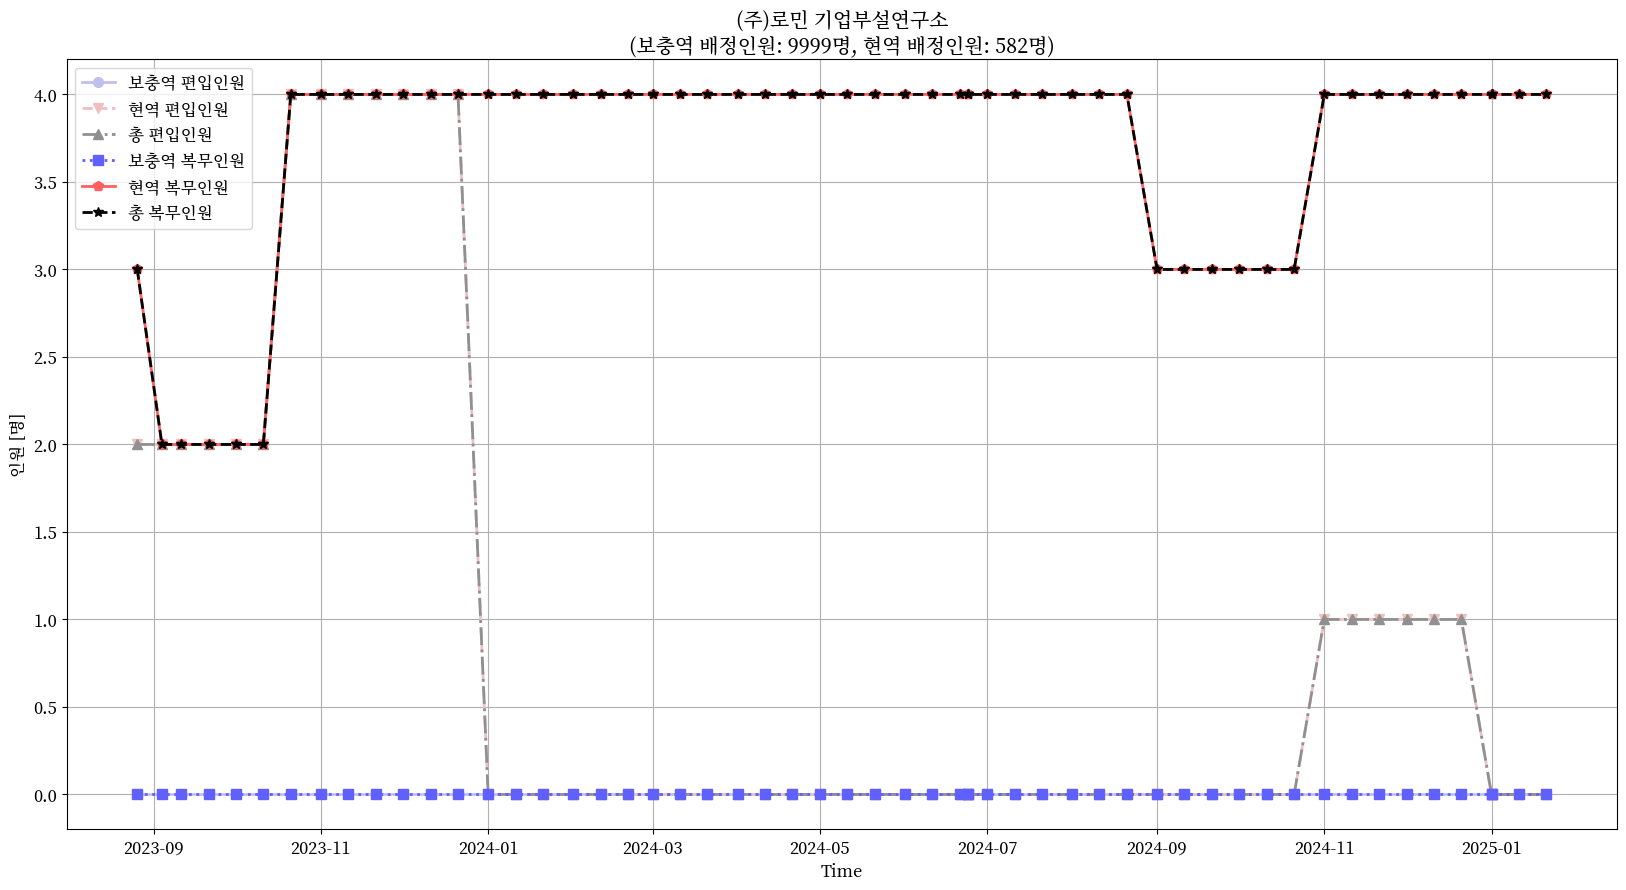 (주)로민 기업부설연구소
(보충역 배정인원: 9999명, 현역 배정인원: 582명)
보충역 편입인원
현역 편입인원
총 편입인원
보충역 복무인원
현역 복무인원
총 복무인원
4.0
3.5
3.0
2.5
2.0
1.5
1.0
0.5
0.0
인원 [명]
2023-09 2023-11 2024-01 2024-03 2024-05 2024-07 2024-09 2024-11 2025-01
Time